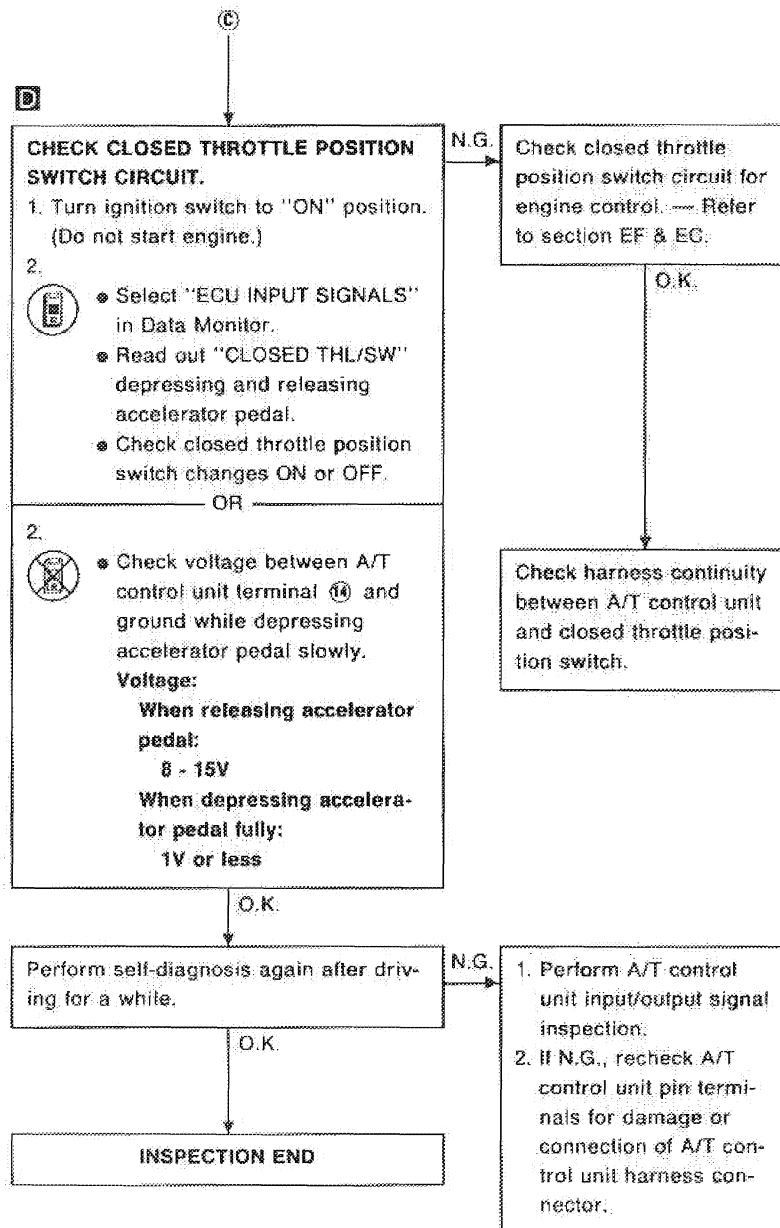 Ⓒ
D
CHECK CLOSED THROTTLE POSITION
SWITCH CIRCUIT.
1. Turn ignition switch to "ON" position.
(Do not start engine.)
2.
● Select "ECU INPUT SIGNALS"
in Data Monitor.
● Read out "CLOSED THL/SW"
depressing and releasing
accelerator pedal.
● Check closed throttle position
switch changes ON or OFF.
OR
2.
● Check voltage between A/T
control unit terminal ⑭ and
ground while depressing
accelerator pedal slowly.
Voltage:
When releasing accelerator
pedal:
8 - 15V
When depressing accelera-
tor pedal fully:
1V or less
N.G.
Check closed throttle
position switch circuit for
engine control. — Refer
to section EF & EC.
O.K.
Check harness continuity
between A/T control unit
and closed throttle posi-
tion switch.
O.K.
Perform self-diagnosis again after driv-
ing for a while.
N.G.
1. Perform A/T control
unit input/output signal
inspection.
2. If N.G., recheck A/T
control unit pin termi-
nals for damage or
connection of A/T con-
trol unit harness con-
nector.
O.K.
INSPECTION END